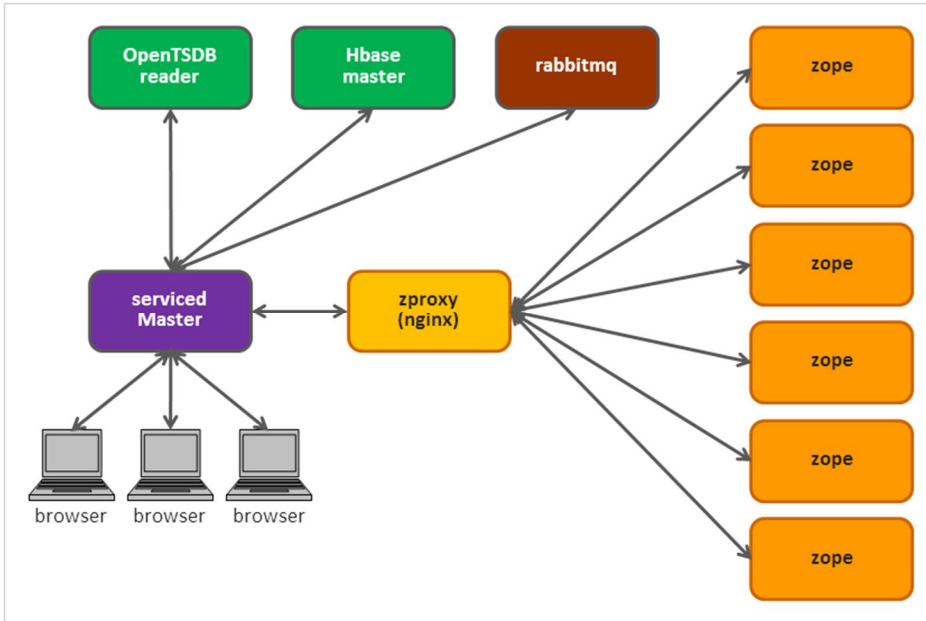 OpenTSDB
reader
Hbase
master
rabbitmq
zope
zope
zope
serviced
Master
zproxy
(nginx)
zope
zope
zope
browser
browser
browser